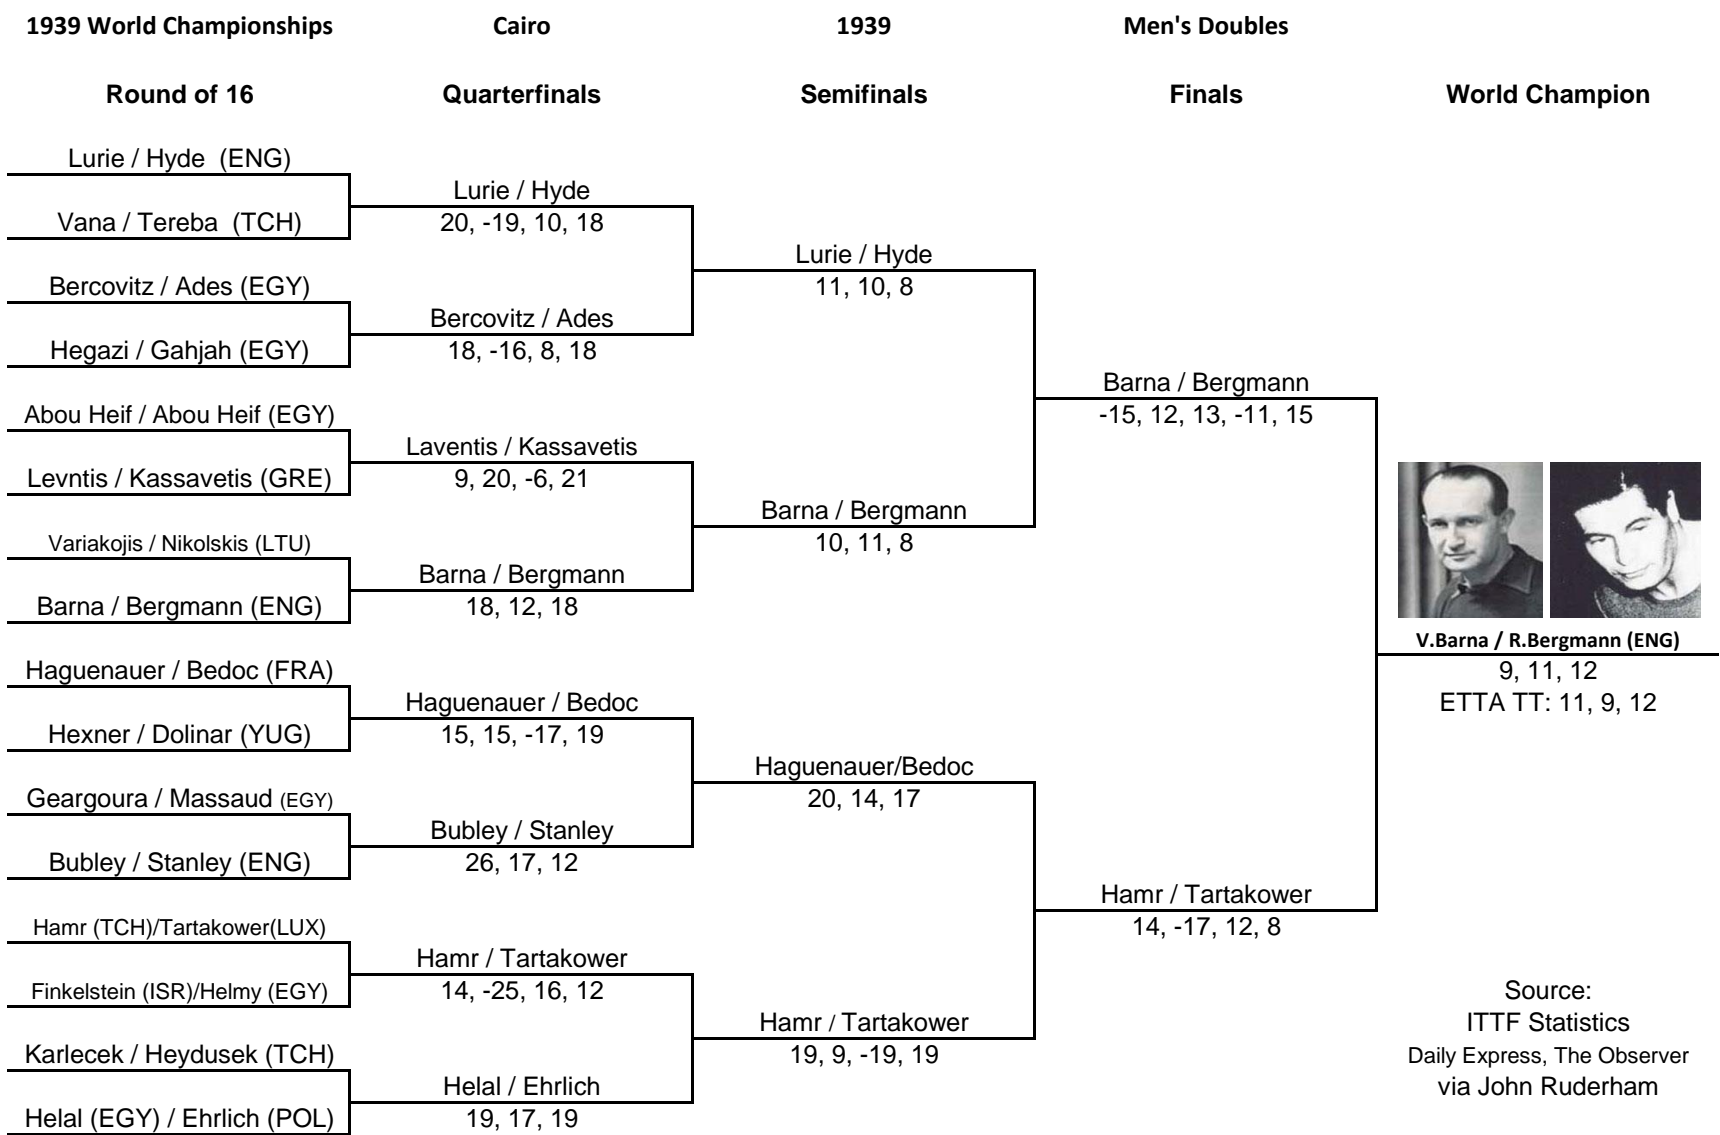 1939 World Championships Cairo 1939 Men's Doubles
Round of 16 Quarterfinals Semifinals Finals World Champion
Lurie / Hyde (ENG)
Vana / Tereba (TCH)
Bercovitz / Ades (EGY)
Hegazi / Gahjah (EGY)
Abou Heif / Abou Heif (EGY)
Levntis / Kassavetis (GRE)
Variakojis / Nikolskis (LTU)
Barna / Bergmann (ENG)
Haguenauer / Bedoc (FRA)
Hexner / Dolinar (YUG)
Geargoura / Massaud (EGY)
Bubley / Stanley (ENG)
Hamr (TCH)/Tartakower(LUX)
Finkelstein (ISR)/Helmy (EGY)
Karlecek / Heydusek (TCH)
Helal (EGY) / Ehrlich (POL)
Lurie / Hyde
20, -19, 10, 18
Bercovitz / Ades
18, -16, 8, 18
Laventis / Kassavetis
9, 20, -6, 21
Barna / Bergmann
18, 12, 18
Haguenauer / Bedoc
15, 15, -17, 19
Bubley / Stanley
26, 17, 12
Hamr / Tartakower
14, -25, 16, 12
Helal / Ehrlich
19, 17, 19
Lurie / Hyde
11, 10, 8
Barna / Bergmann
10, 11, 8
Haguenauer/Bedoc
20, 14, 17
Hamr / Tartakower
19, 9, -19, 19
Barna / Bergmann
-15, 12, 13, -11, 15
Hamr / Tartakower
14, -17, 12, 8
V.Barna / R.Bergmann (ENG)
9, 11, 12
ETTA TT: 11, 9, 12
Source:
ITTF Statistics
Daily Express, The Observer
via John Ruderham